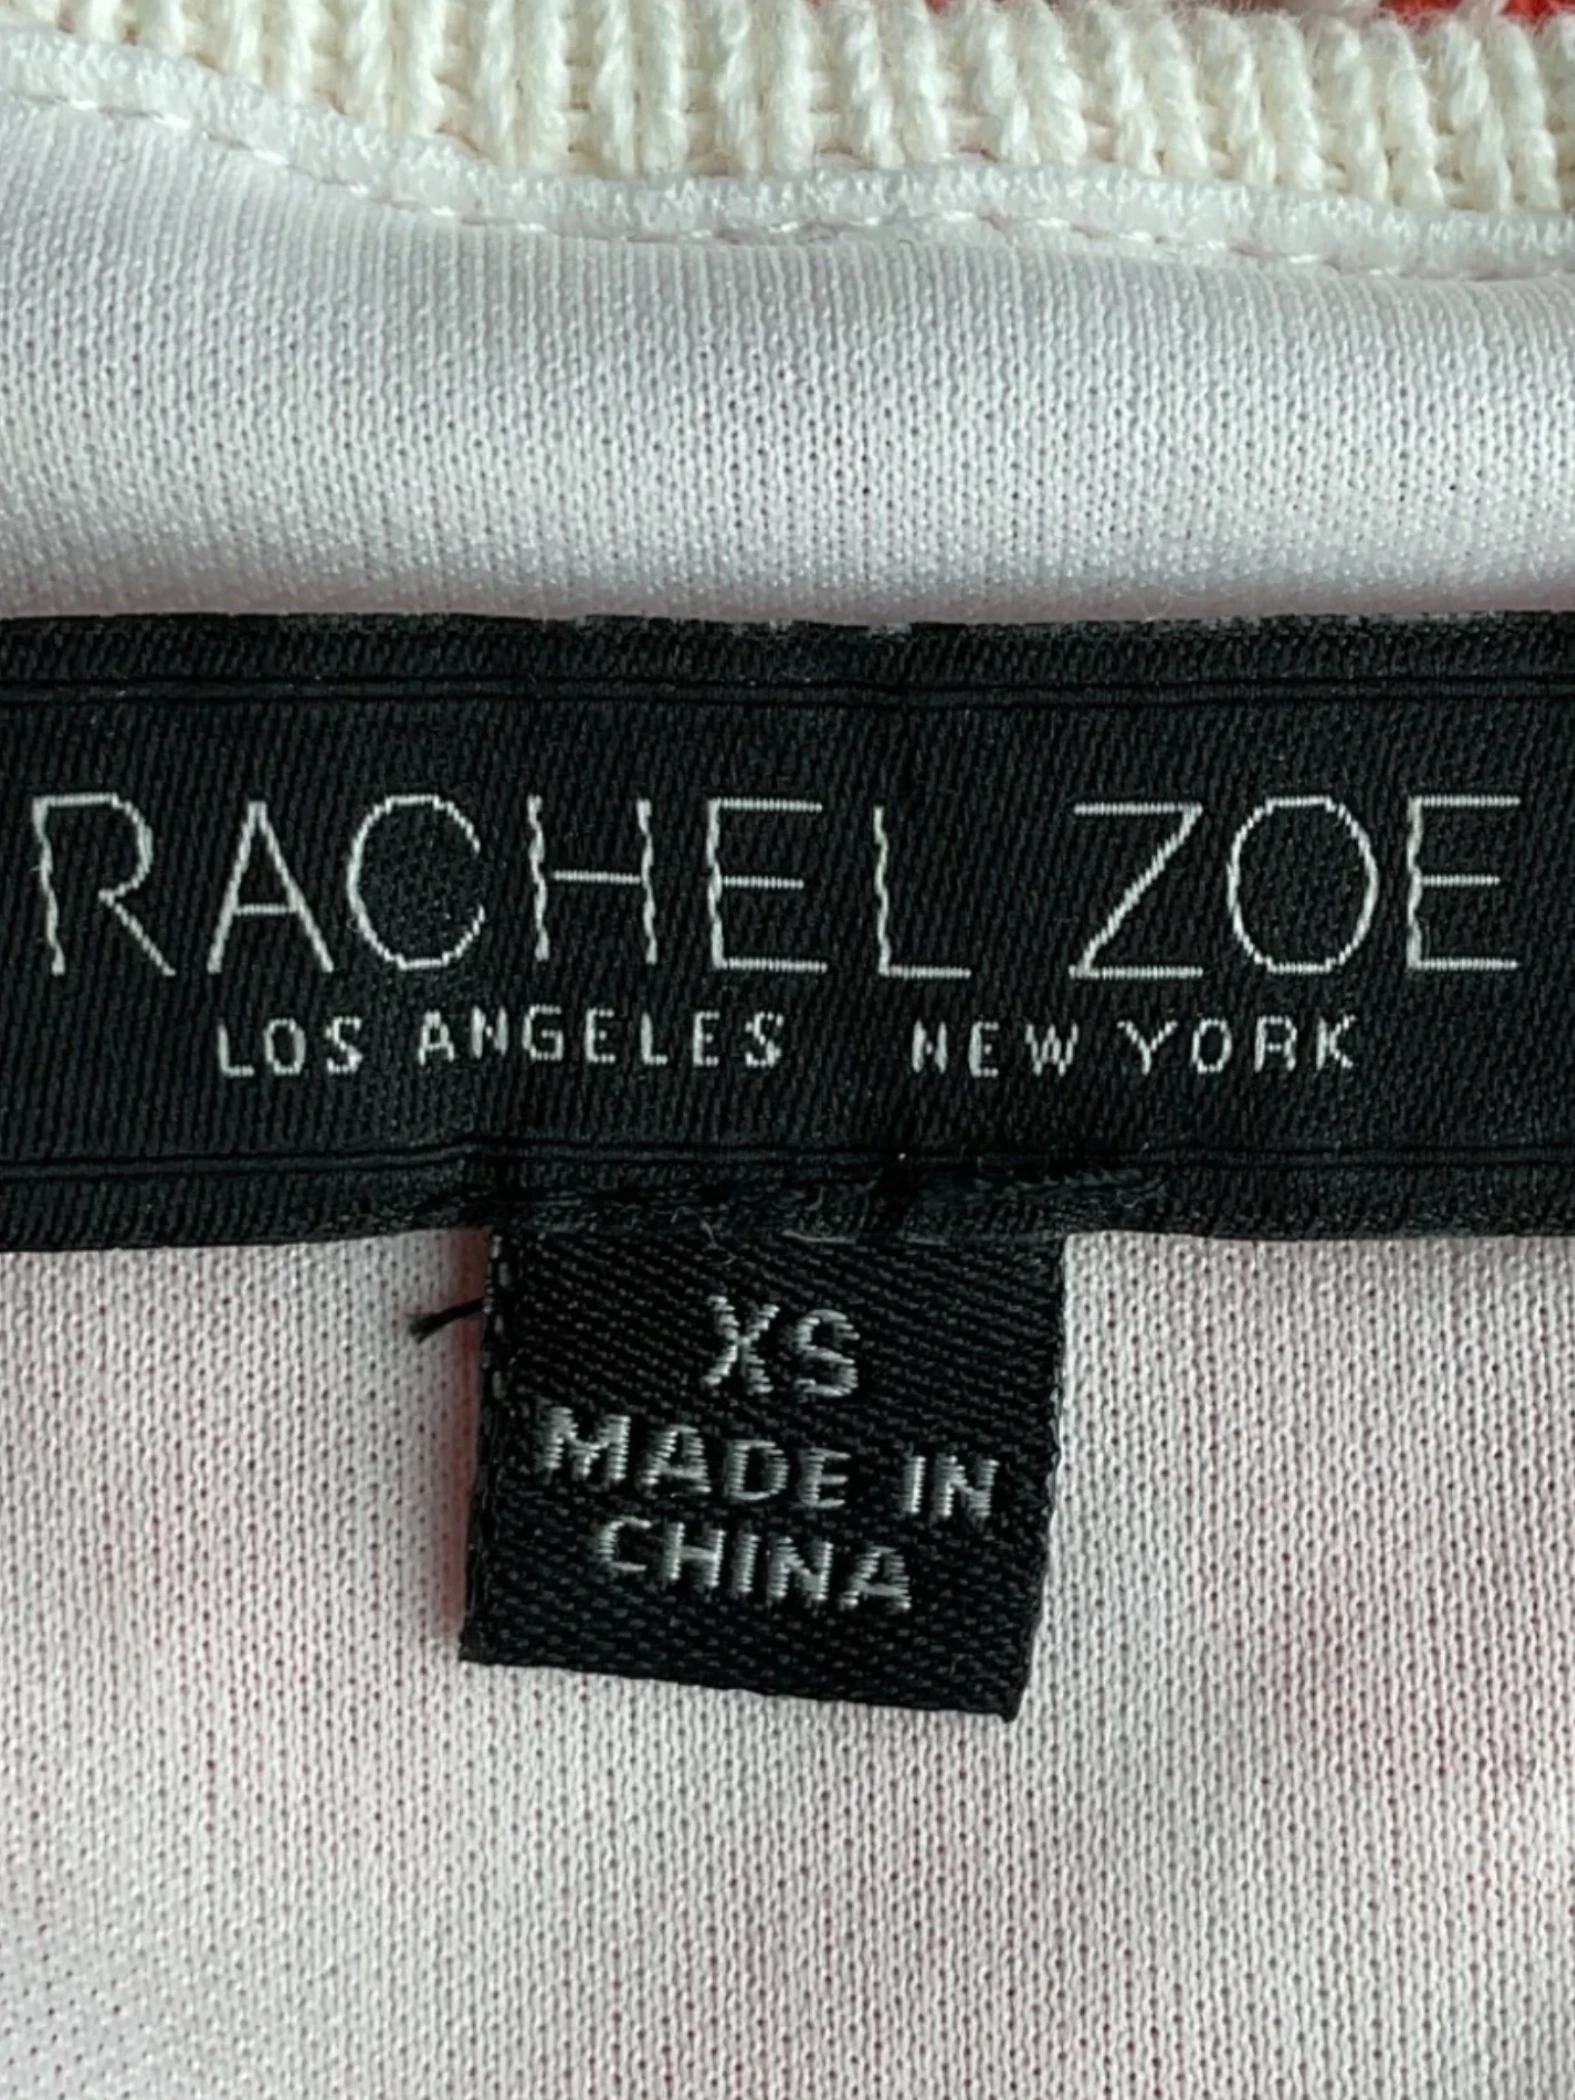 RACHEL ZOE
LOS ANGELES NEW YORK
XS
MADE IN
CHINA